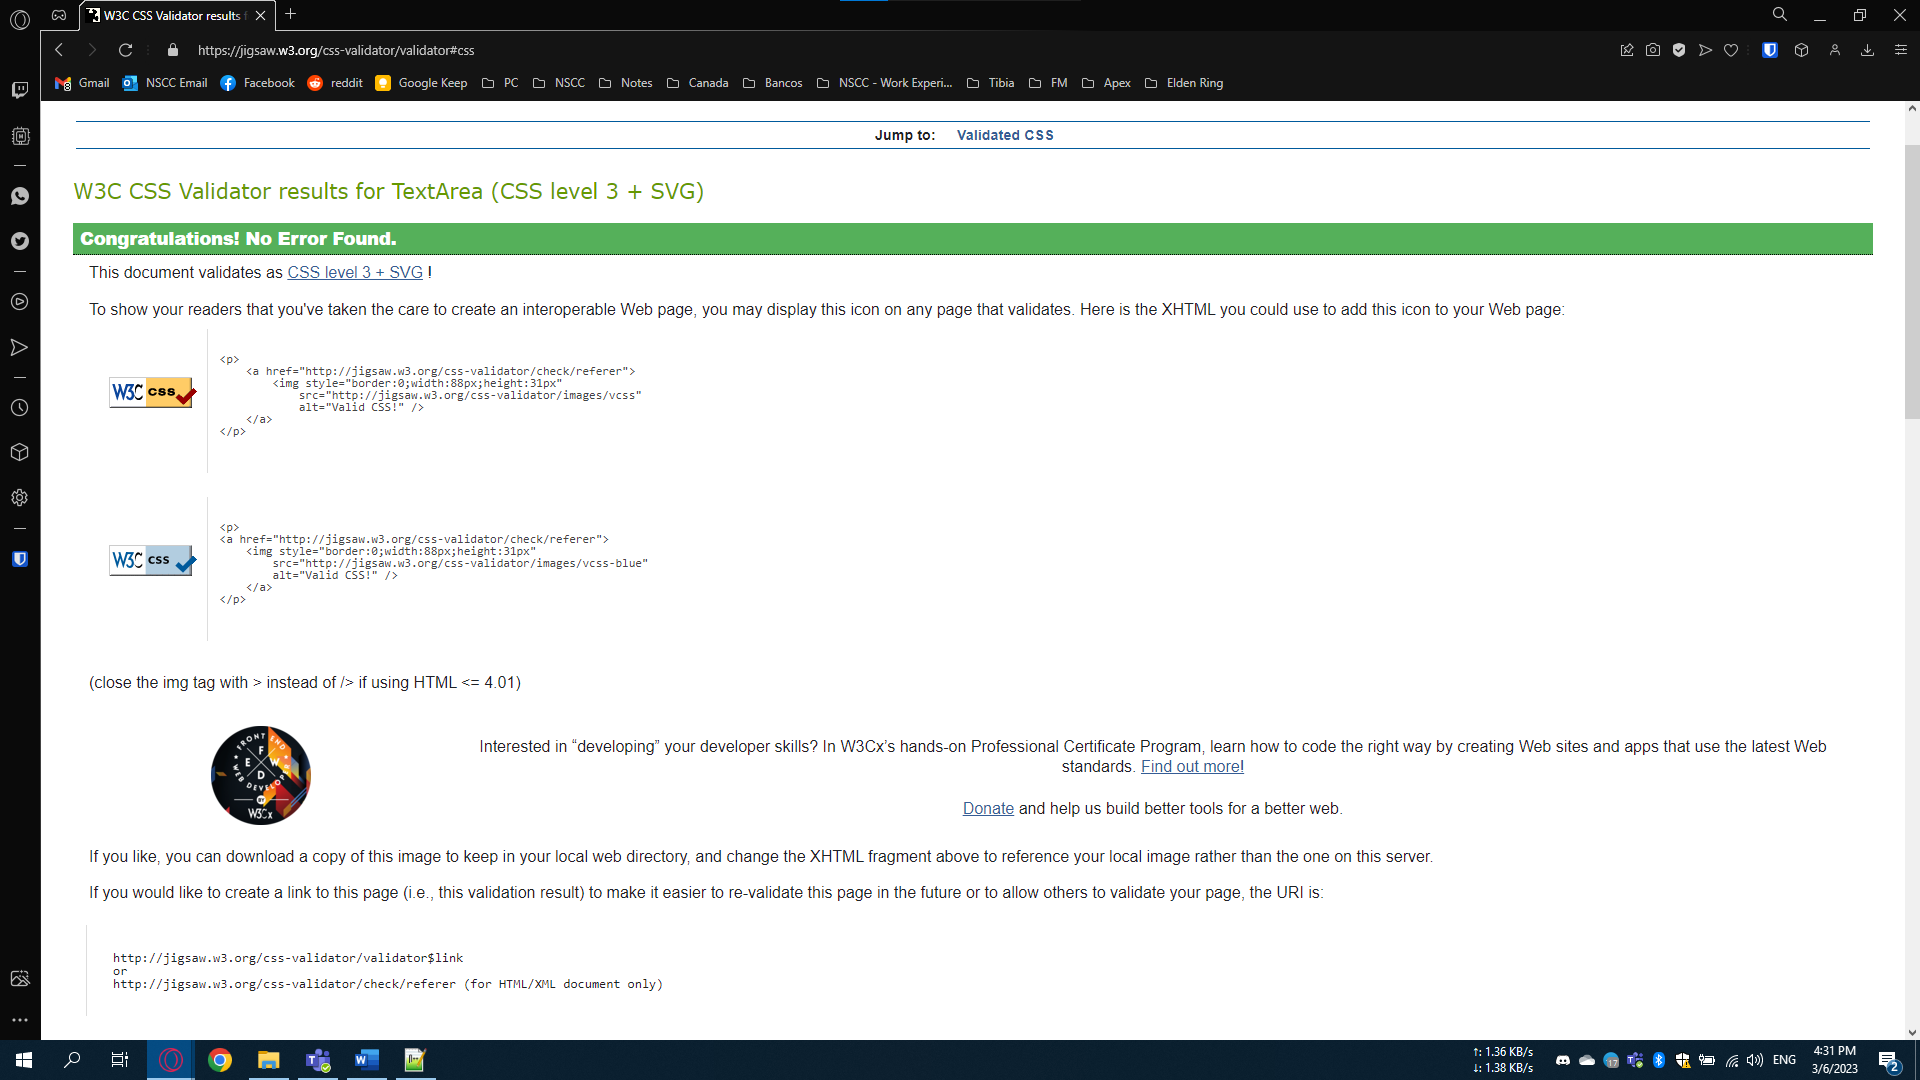 W3C CSS Validator results f
https://jigsaw.w3.org/css-validator/validator#css
Gmail NSCC Email Facebook reddit Google Keep PC NSCC Notes Canada Bancos NSCC - Work Experi... Tibia FM Apex Elden Ring
Jump to: Validated CSS
W3C CSS Validator results for TextArea (CSS level 3 + SVG)
Congratulations! No Error Found.
This document validates as CSS level 3 + SVG !
To show your readers that you've taken the care to create an interoperable Web page, you may display this icon on any page that validates. Here is the XHTML you could use to add this icon to your Web page:
W3C css
<p>
<a href="http://jigsaw.w3.org/css-validator/check/referer">
<img style="border:0;width:88px;height:31px"
src="http://jigsaw.w3.org/css-validator/images/vcss"
alt="Valid CSS!" />
</a>
</p>
W3C css
<p>
<a href="http://jigsaw.w3.org/css-validator/check/referer">
<img style="border:0;width:88px;height:31px"
src="http://jigsaw.w3.org/css-validator/images/vcss-blue"
alt="Valid CSS!" />
</a>
</p>
(close the img tag with > instead of /> if using HTML <= 4.01)
FRONT END
F
E W
D
WEB DEVELOPER
BY
W3Cx
Interested in “developing” your developer skills? In W3Cx’s hands-on Professional Certificate Program, learn how to code the right way by creating Web sites and apps that use the latest Web
standards. Find out more!
Donate and help us build better tools for a better web.
If you like, you can download a copy of this image to keep in your local web directory, and change the XHTML fragment above to reference your local image rather than the one on this server.
If you would like to create a link to this page (i.e., this validation result) to make it easier to re-validate this page in the future or to allow others to validate your page, the URI is:
http://jigsaw.w3.org/css-validator/validator$link
or
http://jigsaw.w3.org/css-validator/check/referer (for HTML/XML document only)
↑: 1.36 KB/s
↓: 1.38 KB/s
17
ENG
4:31 PM
3/6/2023
2